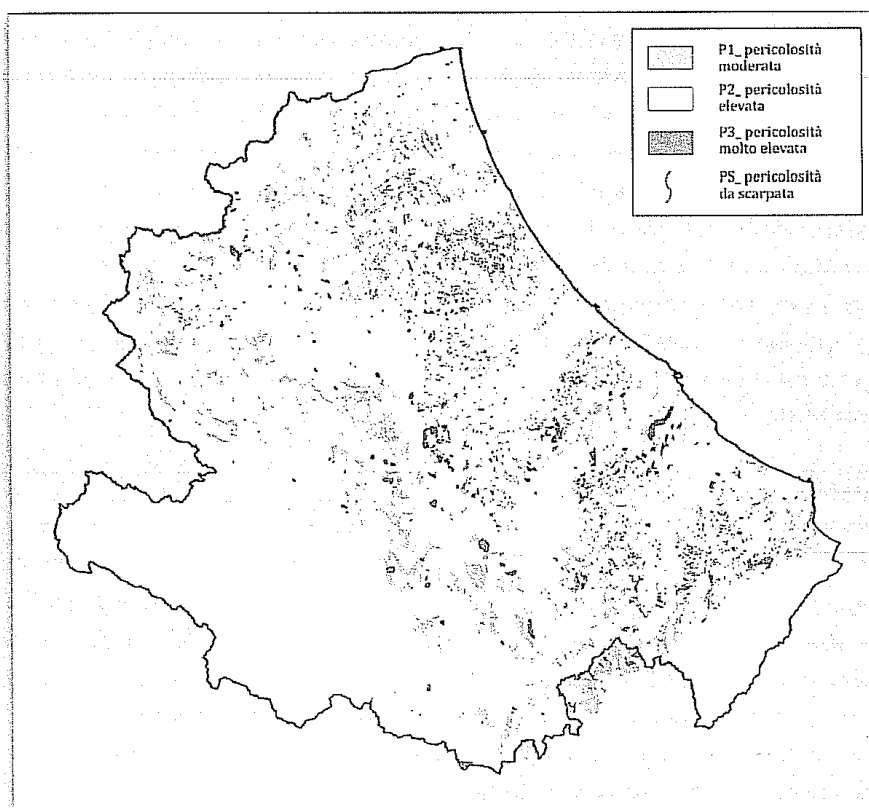 P1_ pericolosità
moderata
P2_ pericolosità
elevata
P3_ pericolosità
molto elevata
PS_ pericolosità
da scarpata